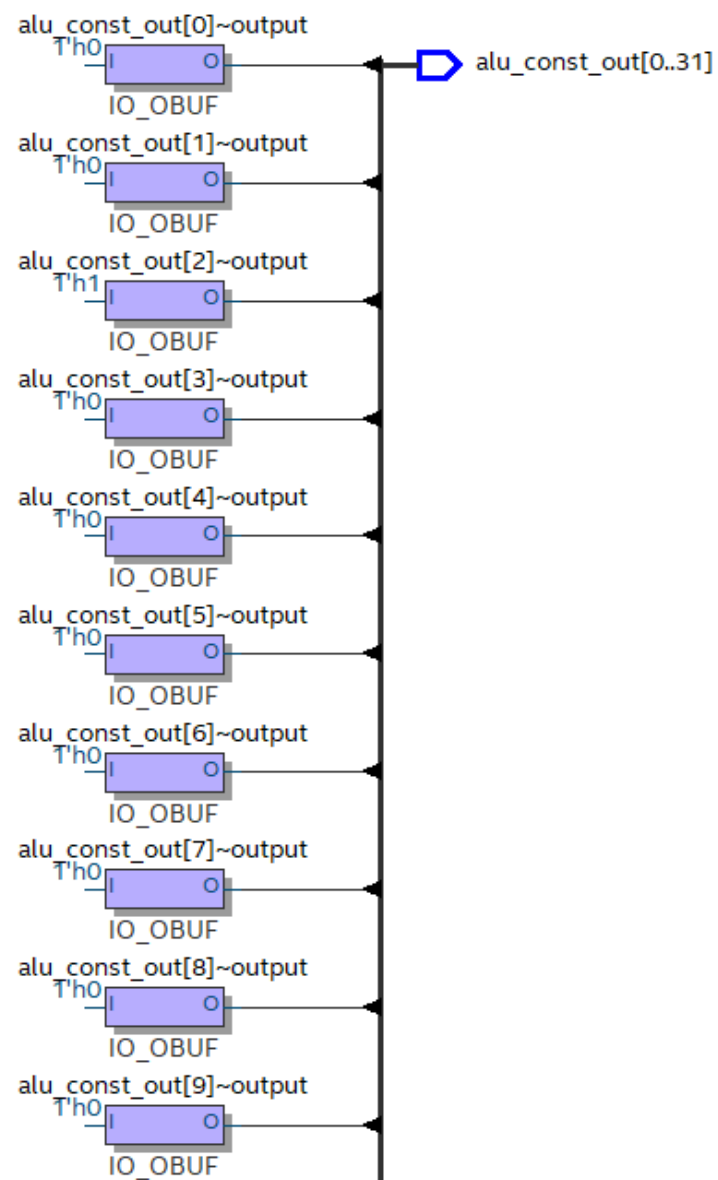 alu_const_out[0]~output
1'h0
I O
IO_OBUF
alu_const_out[0..31]
alu_const_out[1]~output
1'h0
I O
IO_OBUF
alu_const_out[2]~output
1'h1
I O
IO_OBUF
alu_const_out[3]~output
1'h0
I O
IO_OBUF
alu_const_out[4]~output
1'h0
I O
IO_OBUF
alu_const_out[5]~output
1'h0
I O
IO_OBUF
alu_const_out[6]~output
1'h0
I O
IO_OBUF
alu_const_out[7]~output
1'h0
I O
IO_OBUF
alu_const_out[8]~output
1'h0
I O
IO_OBUF
alu_const_out[9]~output
1'h0
I O
IO_OBUF